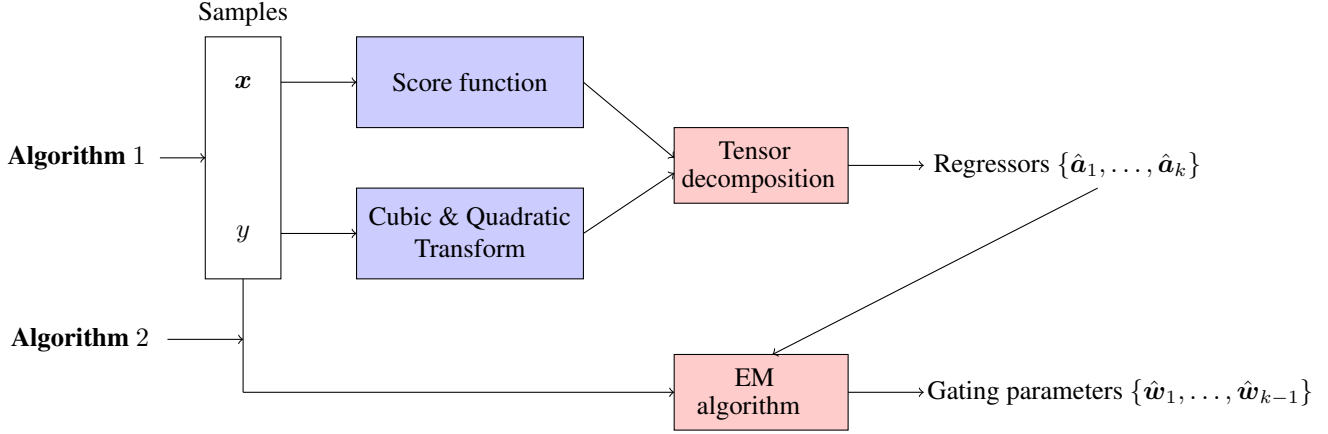 Samples
x
Score function
Algorithm 1
Tensor
decomposition
Regressors {â₁, . . . , âₖ}
y
Cubic & Quadratic
Transform
Algorithm 2
EM
algorithm
Gating parameters {ŵ₁, . . . , ŵₖ₋₁}